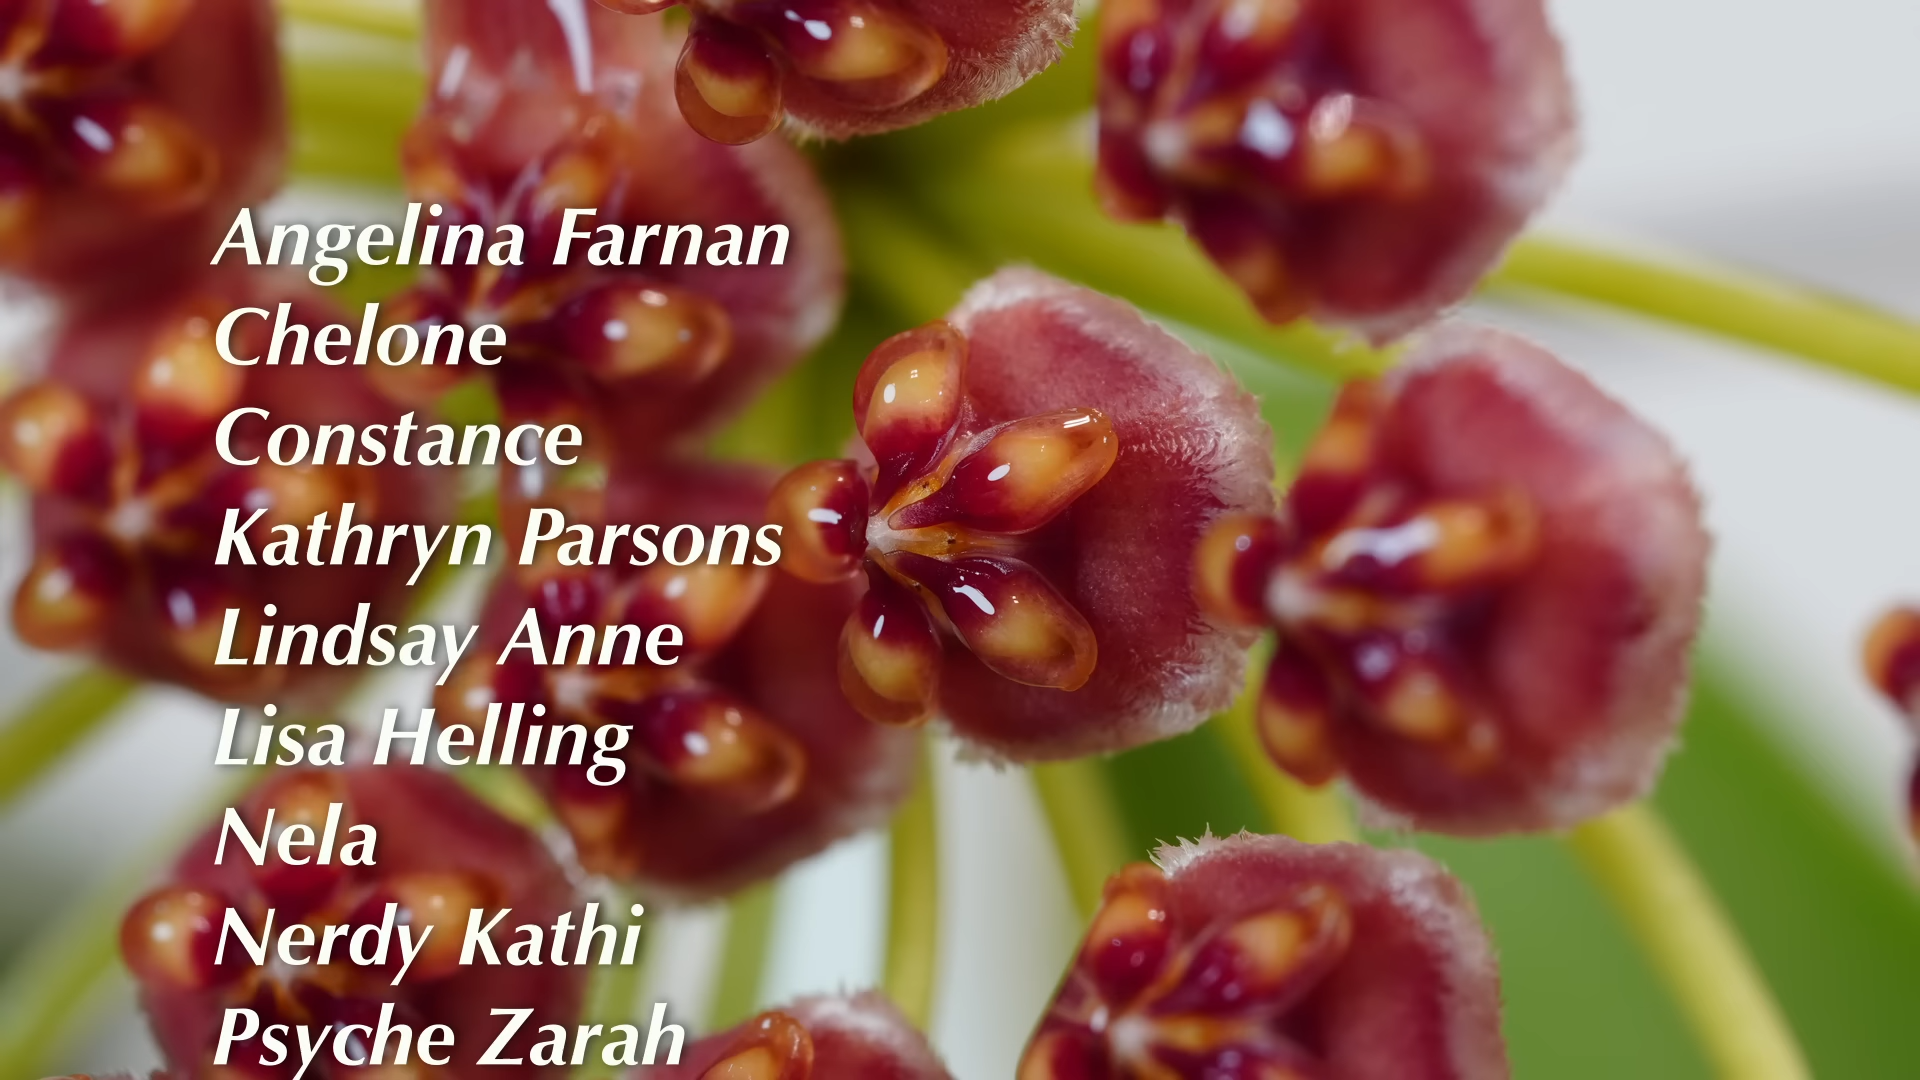 Angelina Farnan
Chelone
Constance
Kathryn Parsons
Lindsay Anne
Lisa Helling
Nela
Nerdy Kathi
Psyche Zarah